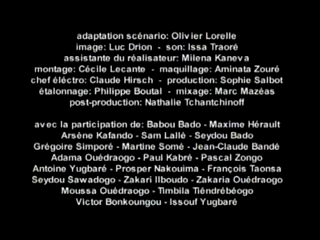 adaptation scénario: Olivier Lorelle
image: Luc Drion - son: Issa Traoré
assistante du réalisateur: Milena Kaneva
montage: Cécile Lecante - maquillage: Aminata Zouré
chef éléctro: Claude Hirsch - production: Sophie Salbot
étalonnage: Philippe Boutal - mixage: Marc Mazéas
post-production: Nathalie Tchantchinoff
avec la participation de: Babou Bado - Maxime Hérault
Arsène Kafando - Sam Lallé - Seydou Bado
Grégoire Simporé - Martine Somé - Jean-Claude Bandé
Adama Ouédraogo - Paul Kabré - Pascal Zongo
Antoine Yugbaré - Prosper Nakouima - François Taonsa
Seydou Sawadogo - Zakari Ilboudo - Zakaria Ouédraogo
Moussa Ouédraogo - Timbila Tiêndrébéogo
Victor Bonkoungou - Issouf Yugbaré